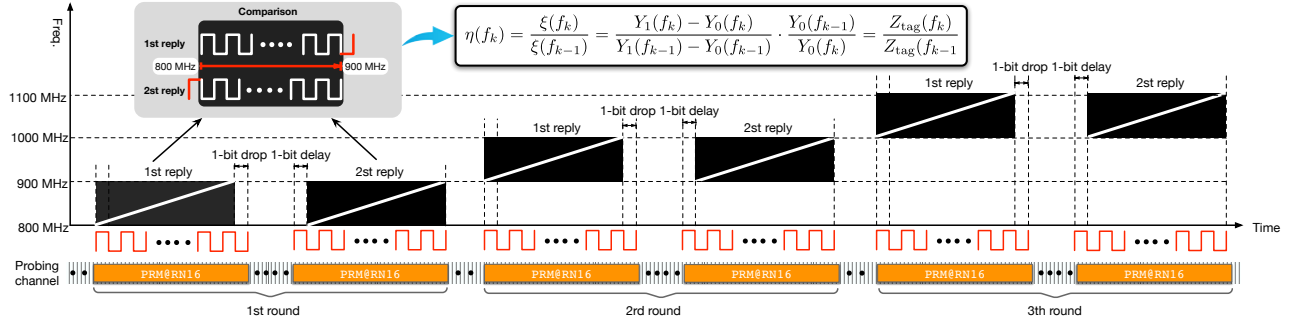 Comparison
1st reply
800 MHz
900 MHz
2st reply
η(f_k) = ξ(f_k) / ξ(f_{k−1}) = Y_1(f_k) − Y_0(f_k) / Y_1(f_{k−1}) − Y_0(f_{k−1}) · Y_0(f_{k−1}) / Y_0(f_k) = Z_tag(f_k) / Z_tag(f_{k−1}
Freq.
1100 MHz
1000 MHz
900 MHz
800 MHz
1st reply
1-bit drop
1-bit delay
2st reply
1st reply
1-bit drop
1-bit delay
2st reply
1st reply
1-bit drop
1-bit delay
2st reply
Time
Probing
channel
PRM@RN16
PRM@RN16
PRM@RN16
PRM@RN16
PRM@RN16
PRM@RN16
1st round
2rd round
3th round